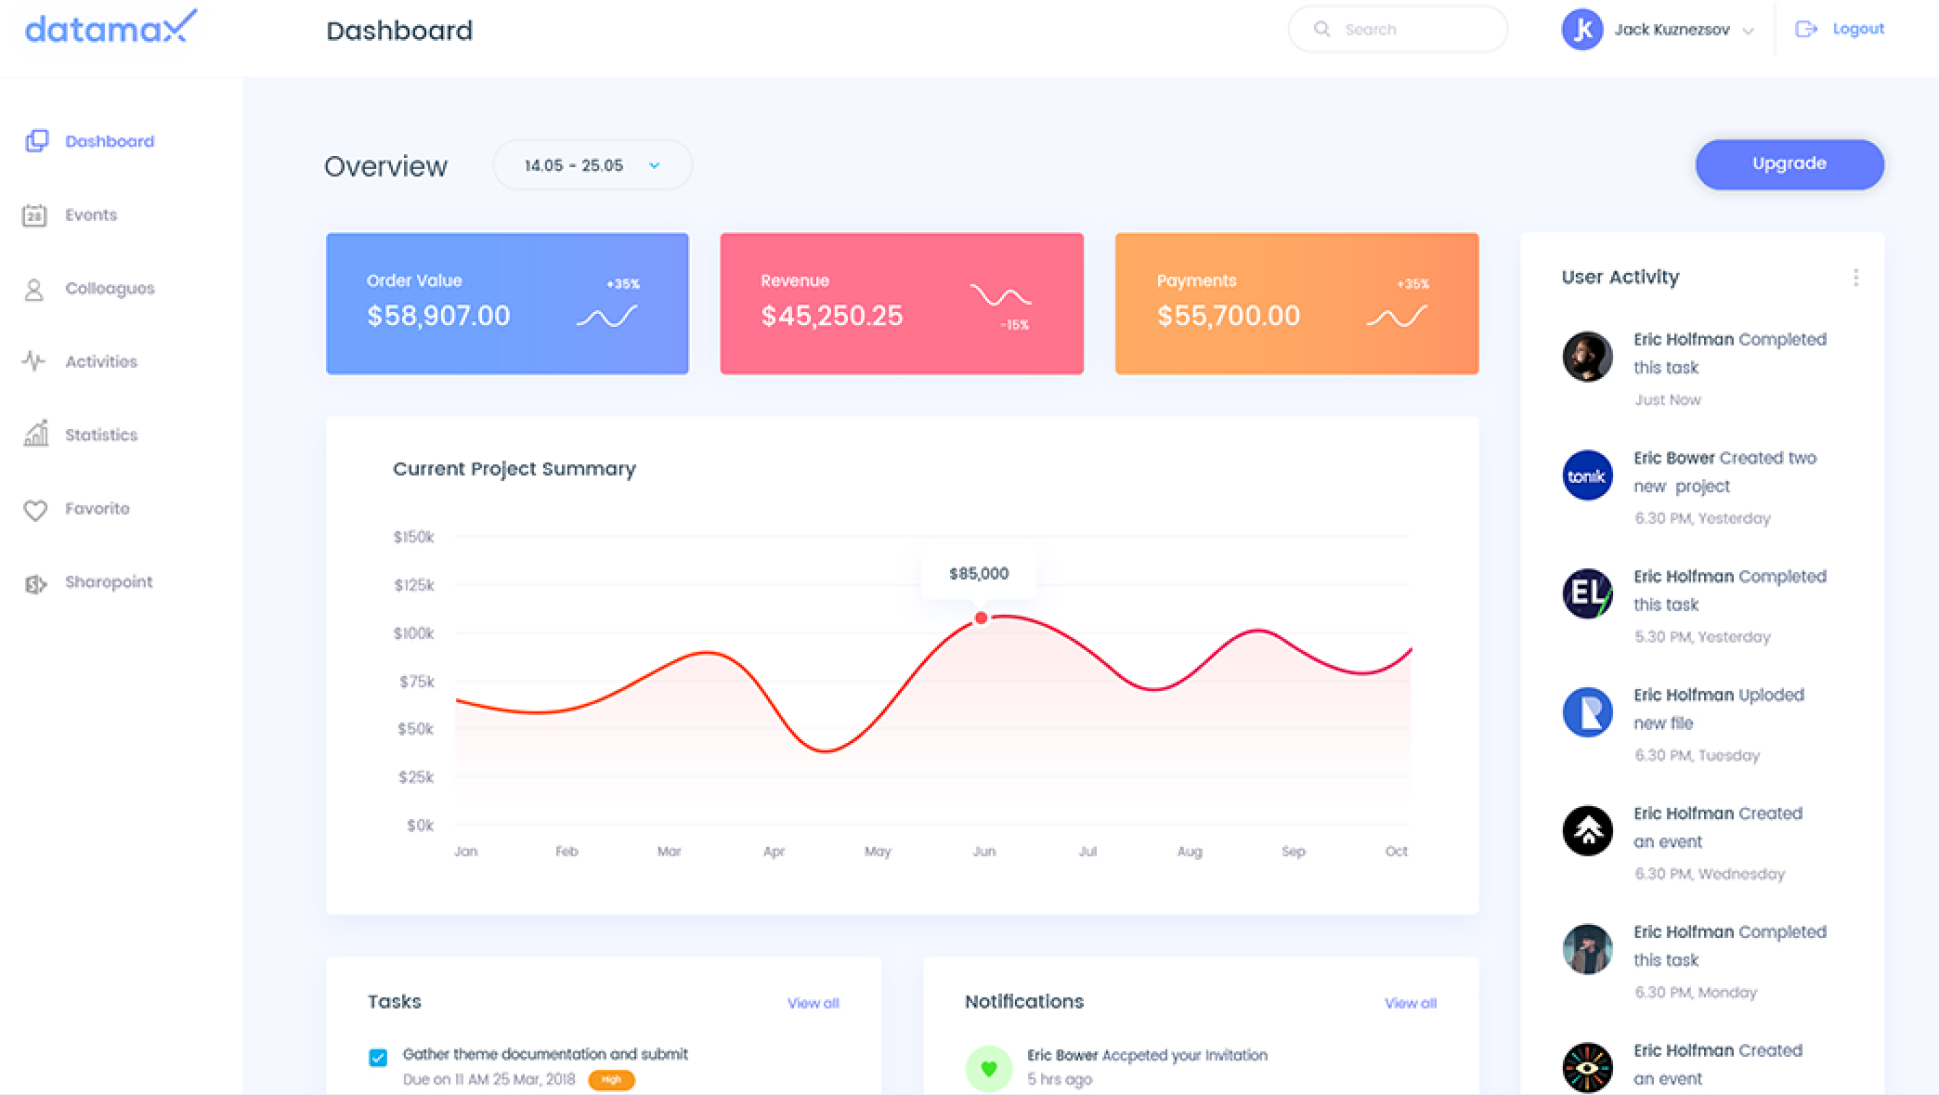 datamax
Dashboard
Search
Jk
Jack Kuznezsov
Logout
Dashboard
28
Events
Colleagues
Activities
Statistics
Favorite
Sharepoint
Overview
14.05 - 25.05
Upgrade
Order Value
+35%
$58,907.00
Revenue
$45,250.25
-15%
Payments
+35%
$55,700.00
Current Project Summary
$150k
$125k
$100k
$75k
$50k
$25k
$0k
$85,000
Jan Feb Mar Apr May Jun Jul Aug Sep Oct
User Activity
Eric Holfman Completed
this task
Just Now
tonik
Eric Bower Created two
new project
6.30 PM, Yesterday
EL
Eric Holfman Completed
this task
5.30 PM, Yesterday
Eric Holfman Uploded
new file
6.30 PM, Tuesday
Eric Holfman Created
an event
6.30 PM, Wednesday
Eric Holfman Completed
this task
6.30 PM, Monday
Eric Holfman Created
an event
Tasks
View all
Gather theme documentation and submit
Due on 11 AM 25 Mar, 2018
High
Notifications
View all
Eric Bower Accpeted your Invitation
5 hrs ago